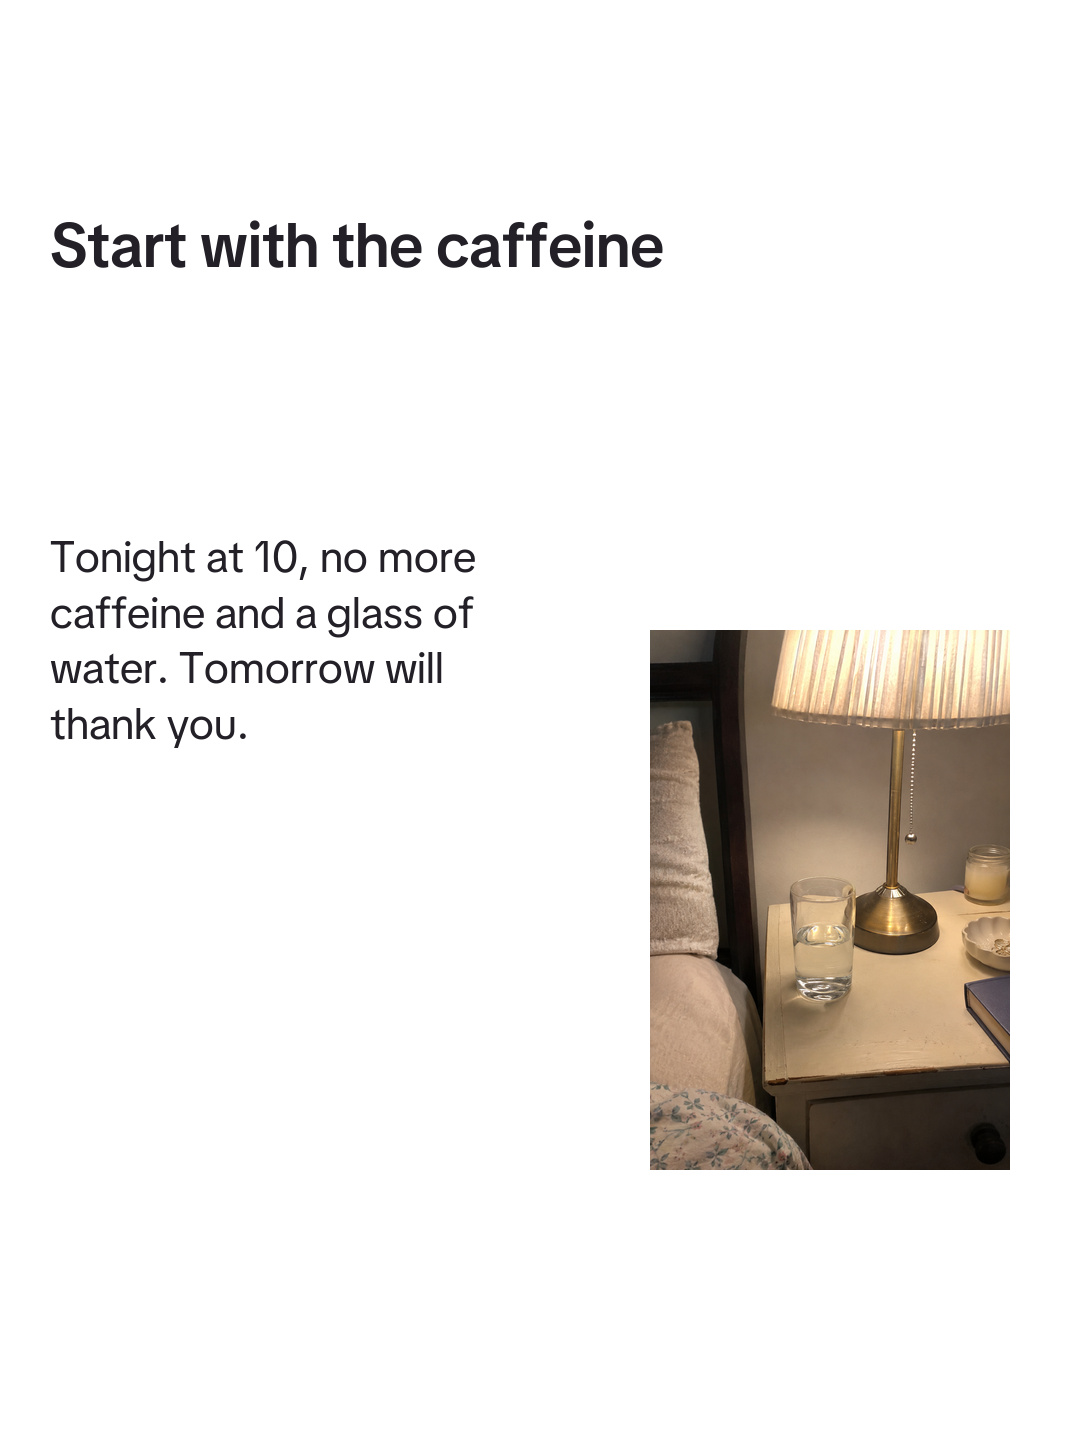 Start with the caffeine
Tonight at 10, no more
caffeine and a glass of
water. Tomorrow will
thank you.